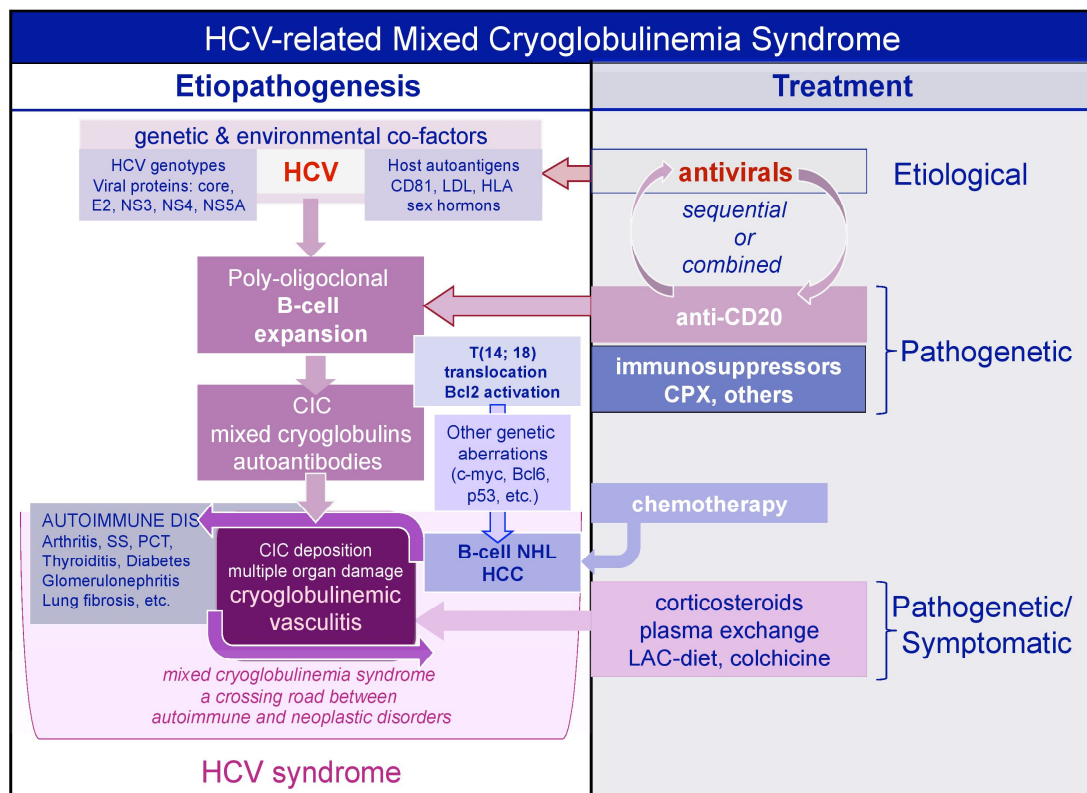 HCV-related Mixed Cryoglobulinemia Syndrome
Etiopathogenesis
Treatment
genetic & environmental co-factors
HCV genotypes
Viral proteins: core,
E2, NS3, NS4, NS5A
HCV
Host autoantigens
CD81, LDL, HLA
sex hormons
antivirals
Etiological
sequential
or
combined
Poly-oligoclonal
B-cell
expansion
anti-CD20
immunosuppressors
CPX, others
Pathogenetic
T(14; 18)
translocation
Bcl2 activation
CIC
mixed cryoglobulins
autoantibodies
Other genetic
aberrations
(c-myc, Bcl6,
p53, etc.)
chemotherapy
AUTOIMMUNE DIS
Arthritis, SS, PCT,
Thyroiditis, Diabetes
Glomerulonephritis
Lung fibrosis, etc.
CIC deposition
multiple organ damage
cryoglobulinemic
vasculitis
B-cell NHL
HCC
corticosteroids
plasma exchange
LAC-diet, colchicine
Pathogenetic/
Symptomatic
mixed cryoglobulinemia syndrome
a crossing road between
autoimmune and neoplastic disorders
HCV syndrome